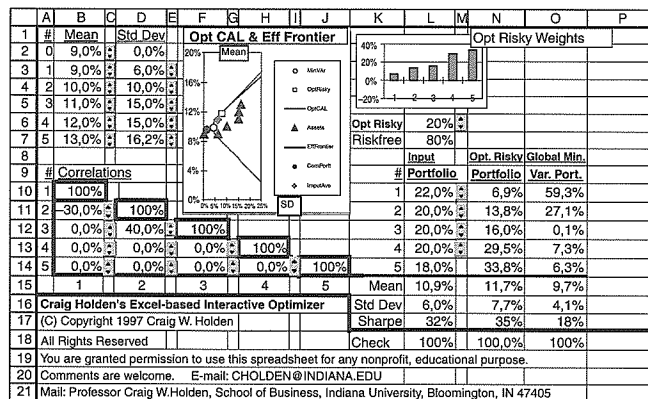 A B C D E F G H I J K L M N O P
1 # Mean Std Dev Opt CAL & Eff Frontier Opt Risky Weights
2 0 9,0% 0,0%
3 1 9,0% 6,0%
4 2 10,0% 10,0%
5 3 11,0% 15,0%
6 4 12,0% 15,0% Opt Risky 20%
7 5 13,0% 16,2% Riskfree 80%
Mean
20%
16%
12%
8%
4%
0%
0% 5% 10% 15% 20% 25%
SD
MinVar
OptRisky
OptCAL
Assets
EffFrontier
ComPort
InputAve
40%
20%
0%
-20%
1 2 3 4 5
8 Input Opt. Risky Global Min.
9 # Correlations # Portfolio Portfolio Var. Port.
10 1 100% 1 22,0% 6,9% 59,3%
11 2 -30,0% 100% 2 20,0% 13,8% 27,1%
12 3 0,0% 40,0% 100% 3 20,0% 16,0% 0,1%
13 4 0,0% 0,0% 0,0% 100% 4 20,0% 29,5% 7,3%
14 5 0,0% 0,0% 0,0% 0,0% 100% 5 18,0% 33,8% 6,3%
15 1 2 3 4 5 Mean 10,9% 11,7% 9,7%
16 Craig Holden's Excel-based Interactive Optimizer Std Dev 6,0% 7,7% 4,1%
17 (C) Copyright 1997 Craig W. Holden Sharpe 32% 35% 18%
18 All Rights Reserved Check 100% 100,0% 100%
19 You are granted permission to use this spreadsheet for any nonprofit, educational purpose.
20 Comments are welcome. E-mail: CHOLDEN@INDIANA.EDU
21 Mail: Professor Craig W.Holden, School of Business, Indiana University, Bloomington, IN 47405